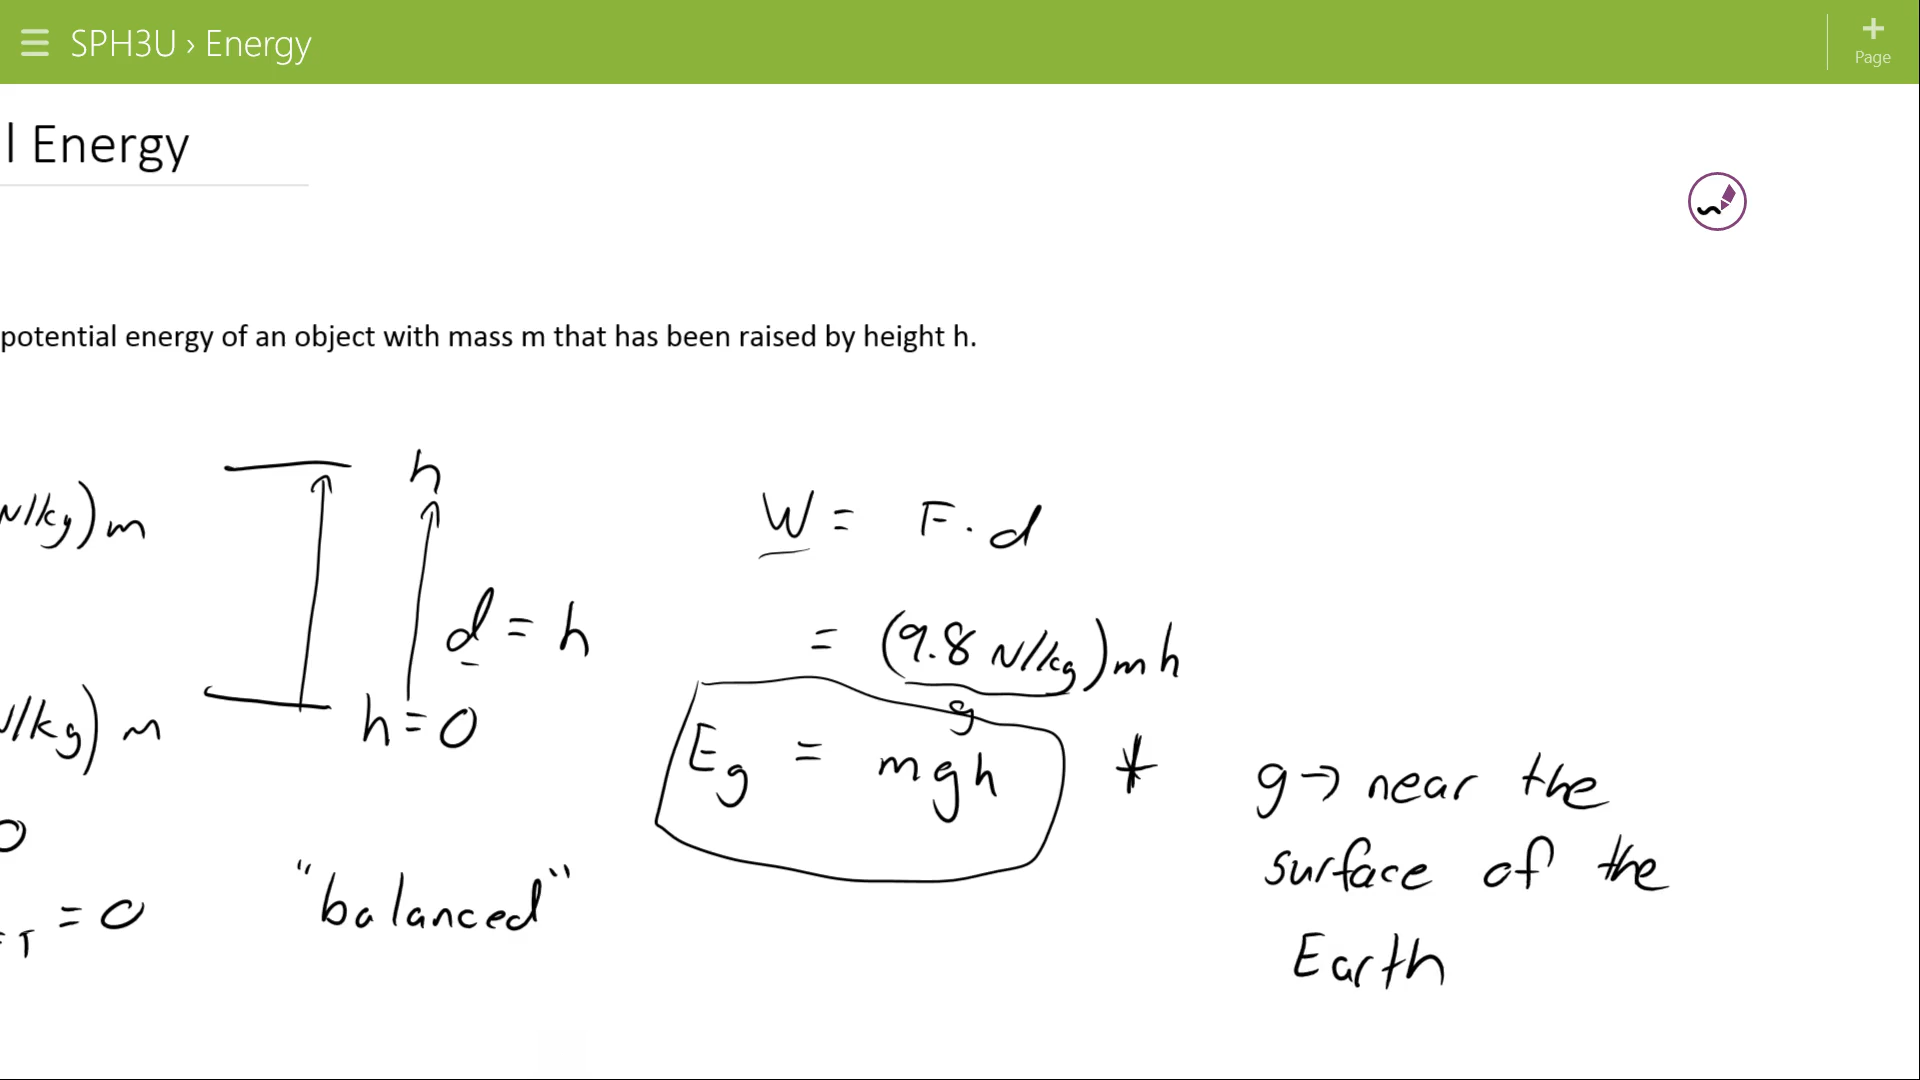 SPH3U › Energy
Page
l Energy
potential energy of an object with mass m that has been raised by height h.
N/kg) m
h
W = F · d
d = h
= (9.8 N/kg) m h
g
/kg) m
h = 0
Eg = mgh *
g → near the
surface of the
Earth
0
"balanced"
T = 0